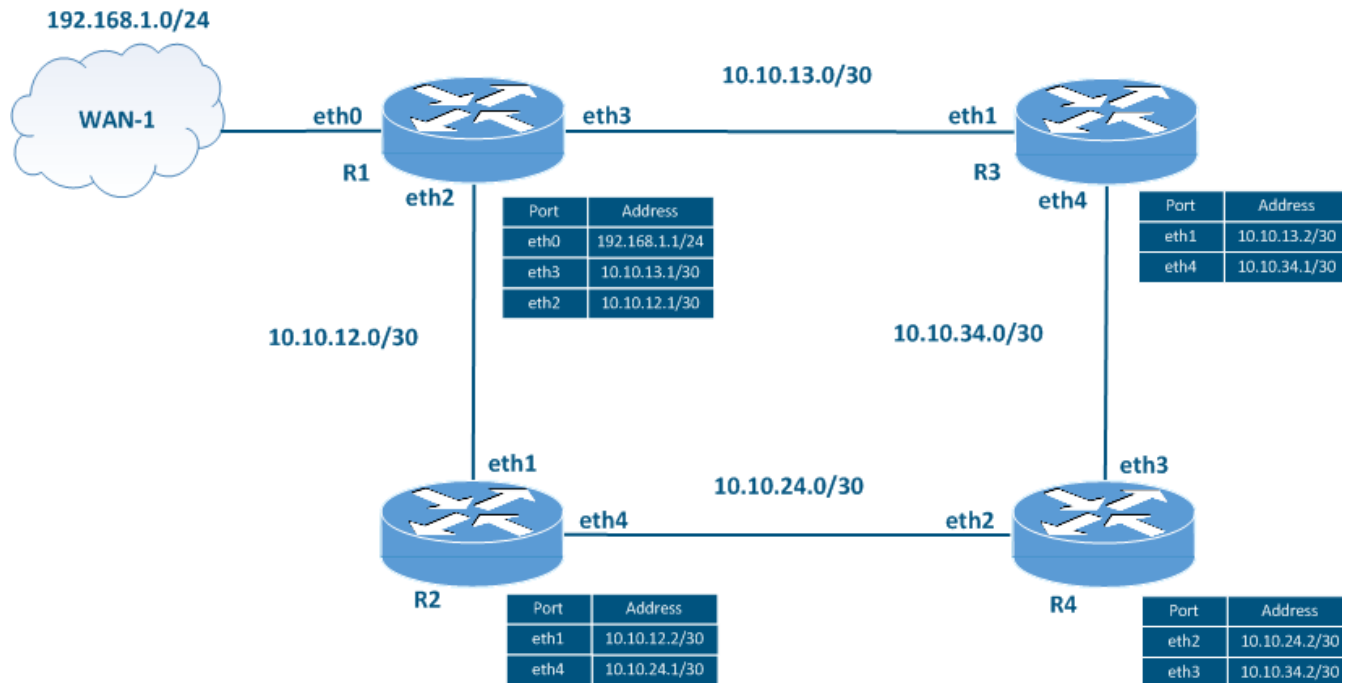 192.168.1.0/24
WAN-1
eth0
R1
eth3
eth2
10.10.13.0/30
eth1
R3
eth4
Port Address
eth0 192.168.1.1/24
eth3 10.10.13.1/30
eth2 10.10.12.1/30
Port Address
eth1 10.10.13.2/30
eth4 10.10.34.1/30
10.10.12.0/30
10.10.34.0/30
eth1
R2
eth4
10.10.24.0/30
eth2
eth3
R4
Port Address
eth1 10.10.12.2/30
eth4 10.10.24.1/30
Port Address
eth2 10.10.24.2/30
eth3 10.10.34.2/30